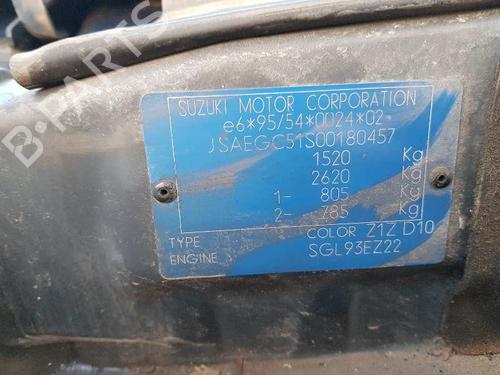 B-PARTS
SUZUKI MOTOR CORPORATION
e6*95/54*0024*02
JSAEGC51S00180457
1520 Kg
2620 Kg
1- 805 Kg
2- 785 Kg
TYPE COLOR Z1Z D10
ENGINE SGL93EZ22